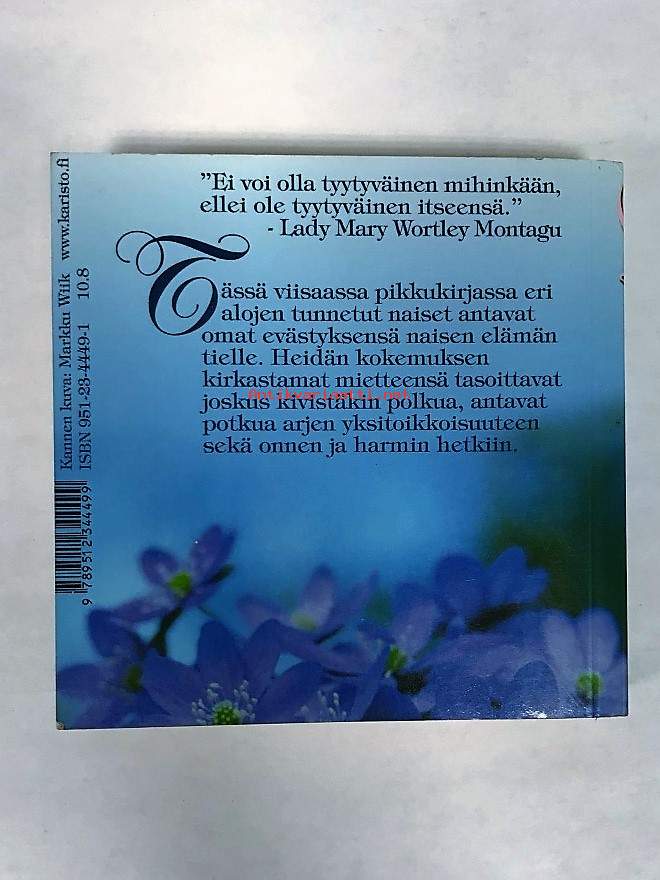 ”Ei voi olla tyytyväinen mihinkään,
ellei ole tyytyväinen itseensä.”
- Lady Mary Wortley Montagu
Tässä viisaassa pikkukirjassa eri
alojen tunnetut naiset antavat
omat evästyksensä naisen elämän
tielle. Heidän kokemuksen
kirkastamat mietteensä tasoittavat
joskus kivistäkin polkua, antavat
potkua arjen yksitoikkoisuuteen
sekä onnen ja harmin hetkiin.
Antikvariaatti.net
Kannen kuva: Markku Wiik www.karisto.fi
ISBN 951-23-4449-1 10.8
9 789512 344499